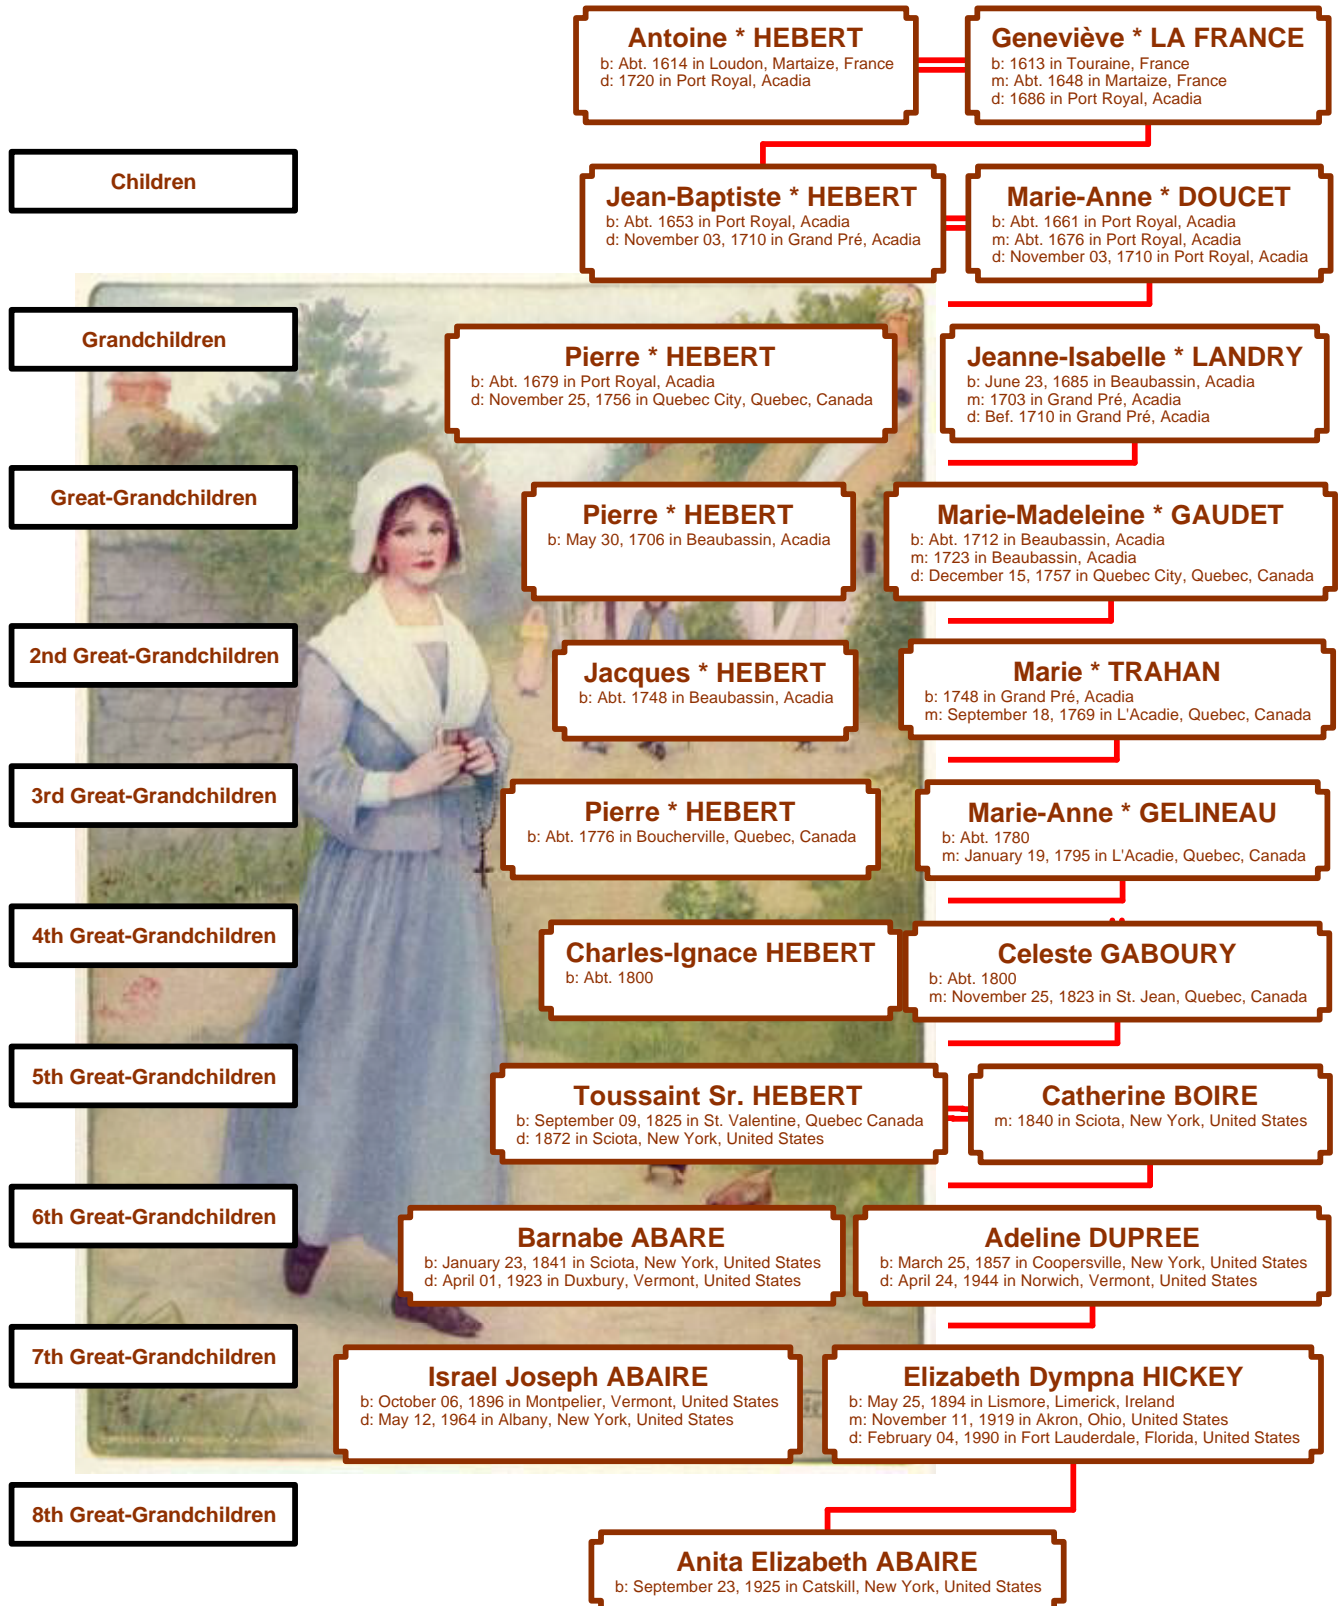 Antoine * HEBERT
b: Abt. 1614 in Loudon, Martaize, France
d: 1720 in Port Royal, Acadia
Geneviève * LA FRANCE
b: 1613 in Touraine, France
m: Abt. 1648 in Martaize, France
d: 1686 in Port Royal, Acadia
Children
Jean-Baptiste * HEBERT
b: Abt. 1653 in Port Royal, Acadia
d: November 03, 1710 in Grand Pré, Acadia
Marie-Anne * DOUCET
b: Abt. 1661 in Port Royal, Acadia
m: Abt. 1676 in Port Royal, Acadia
d: November 03, 1710 in Port Royal, Acadia
Grandchildren
Pierre * HEBERT
b: Abt. 1679 in Port Royal, Acadia
d: November 25, 1756 in Quebec City, Quebec, Canada
Jeanne-Isabelle * LANDRY
b: June 23, 1685 in Beaubassin, Acadia
m: 1703 in Grand Pré, Acadia
d: Bef. 1710 in Grand Pré, Acadia
Great-Grandchildren
Pierre * HEBERT
b: May 30, 1706 in Beaubassin, Acadia
Marie-Madeleine * GAUDET
b: Abt. 1712 in Beaubassin, Acadia
m: 1723 in Beaubassin, Acadia
d: December 15, 1757 in Quebec City, Quebec, Canada
2nd Great-Grandchildren
Jacques * HEBERT
b: Abt. 1748 in Beaubassin, Acadia
Marie * TRAHAN
b: 1748 in Grand Pré, Acadia
m: September 18, 1769 in L'Acadie, Quebec, Canada
3rd Great-Grandchildren
Pierre * HEBERT
b: Abt. 1776 in Boucherville, Quebec, Canada
Marie-Anne * GELINEAU
b: Abt. 1780
m: January 19, 1795 in L'Acadie, Quebec, Canada
4th Great-Grandchildren
Charles-Ignace HEBERT
b: Abt. 1800
Celeste GABOURY
b: Abt. 1800
m: November 25, 1823 in St. Jean, Quebec, Canada
5th Great-Grandchildren
Toussaint Sr. HEBERT
b: September 09, 1825 in St. Valentine, Quebec Canada
d: 1872 in Sciota, New York, United States
Catherine BOIRE
m: 1840 in Sciota, New York, United States
6th Great-Grandchildren
Barnabe ABARE
b: January 23, 1841 in Sciota, New York, United States
d: April 01, 1923 in Duxbury, Vermont, United States
Adeline DUPREE
b: March 25, 1857 in Coopersville, New York, United States
d: April 24, 1944 in Norwich, Vermont, United States
7th Great-Grandchildren
Israel Joseph ABAIRE
b: October 06, 1896 in Montpelier, Vermont, United States
d: May 12, 1964 in Albany, New York, United States
Elizabeth Dympna HICKEY
b: May 25, 1894 in Lismore, Limerick, Ireland
m: November 11, 1919 in Akron, Ohio, United States
d: February 04, 1990 in Fort Lauderdale, Florida, United States
8th Great-Grandchildren
Anita Elizabeth ABAIRE
b: September 23, 1925 in Catskill, New York, United States